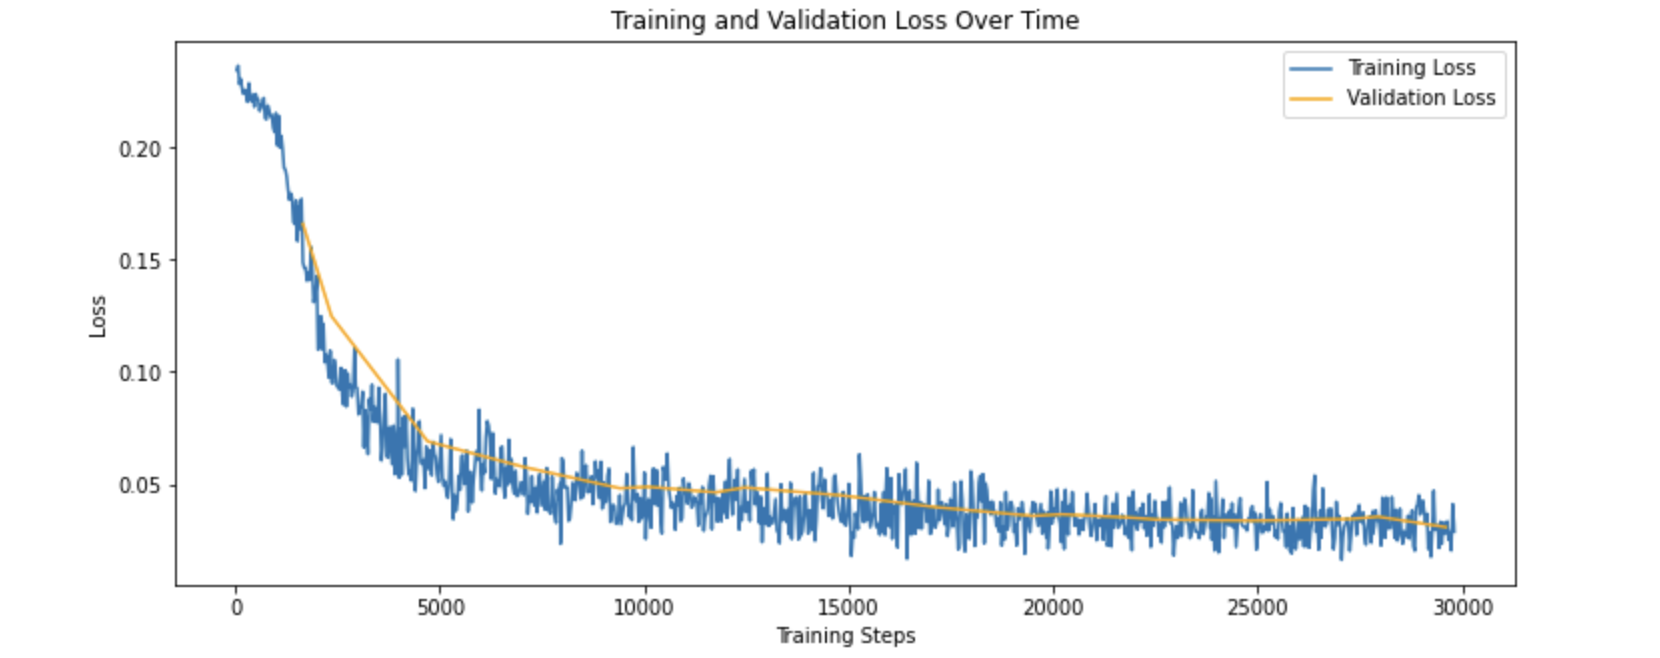 Training and Validation Loss Over Time
Training Loss
Validation Loss
0.20
0.15
0.10
0.05
Loss
0 5000 10000 15000 20000 25000 30000
Training Steps